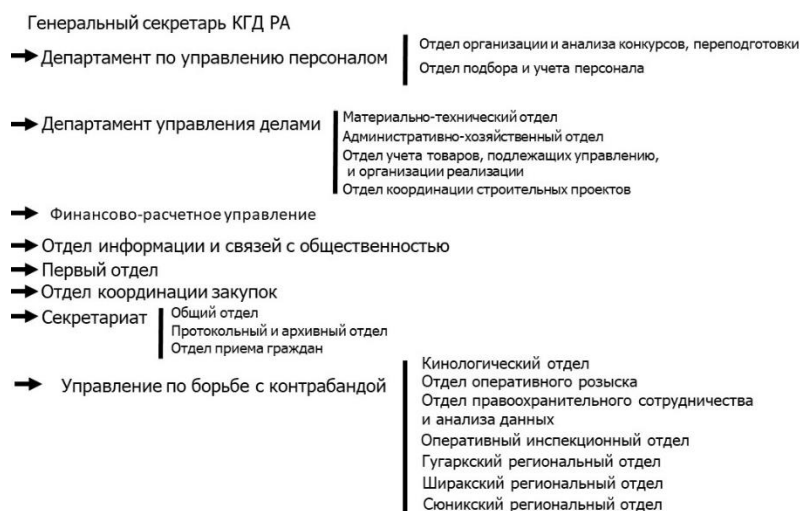 Генеральный секретарь КГД РА
Департамент по управлению персоналом
Отдел организации и анализа конкурсов, переподготовки
Отдел подбора и учета персонала
Департамент управления делами
Материально-технический отдел
Административно-хозяйственный отдел
Отдел учета товаров, подлежащих управлению,
и организации реализации
Отдел координации строительных проектов
Финансово-расчетное управление
Отдел информации и связей с общественностью
Первый отдел
Отдел координации закупок
Секретариат
Общий отдел
Протокольный и архивный отдел
Отдел приема граждан
Управление по борьбе с контрабандой
Кинологический отдел
Отдел оперативного розыска
Отдел правоохранительного сотрудничества
и анализа данных
Оперативный инспекционный отдел
Гугаркский региональный отдел
Ширакский региональный отдел
Сюникский региональный отдел